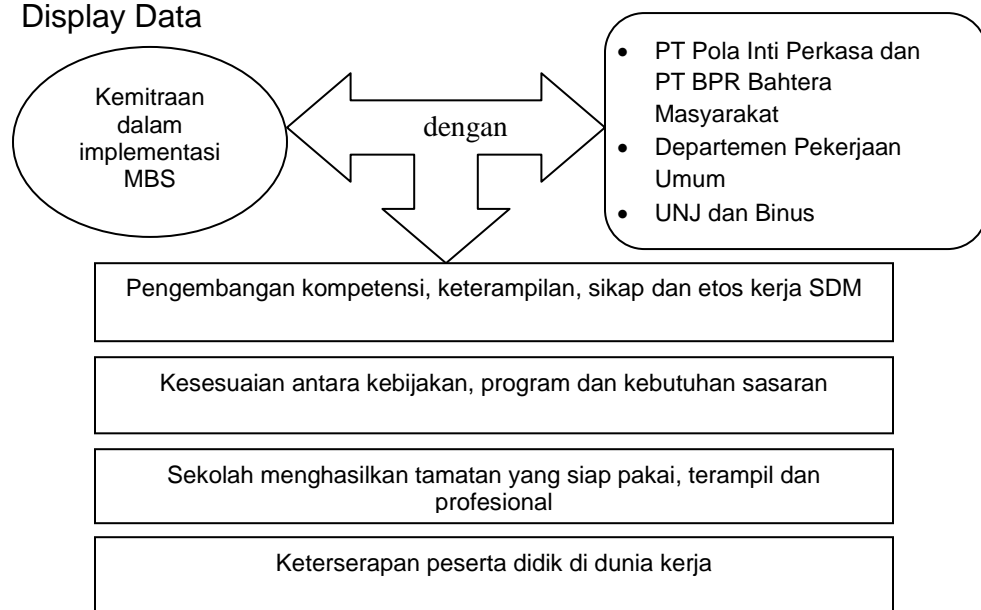 Display Data
Kemitraan
dalam
implementasi
MBS
dengan
• PT Pola Inti Perkasa dan
PT BPR Bahtera
Masyarakat
• Departemen Pekerjaan
Umum
• UNJ dan Binus
Pengembangan kompetensi, keterampilan, sikap dan etos kerja SDM
Kesesuaian antara kebijakan, program dan kebutuhan sasaran
Sekolah menghasilkan tamatan yang siap pakai, terampil dan
profesional
Keterserapan peserta didik di dunia kerja